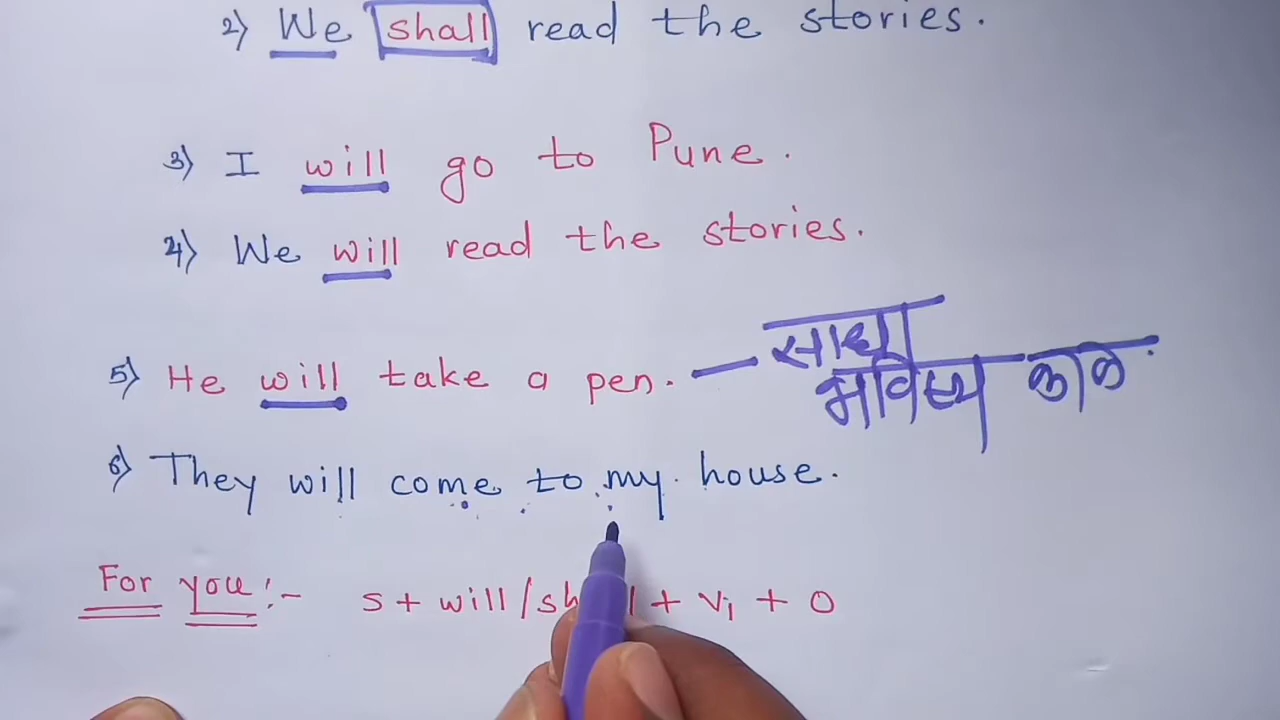 2) We shall read the stories.
3) I will go to Pune.
4) We will read the stories.
5) He will take a pen. — साधा
भविष्य काळ.
6) They will come to my house.
For you:- S + will/shall + V1 + O